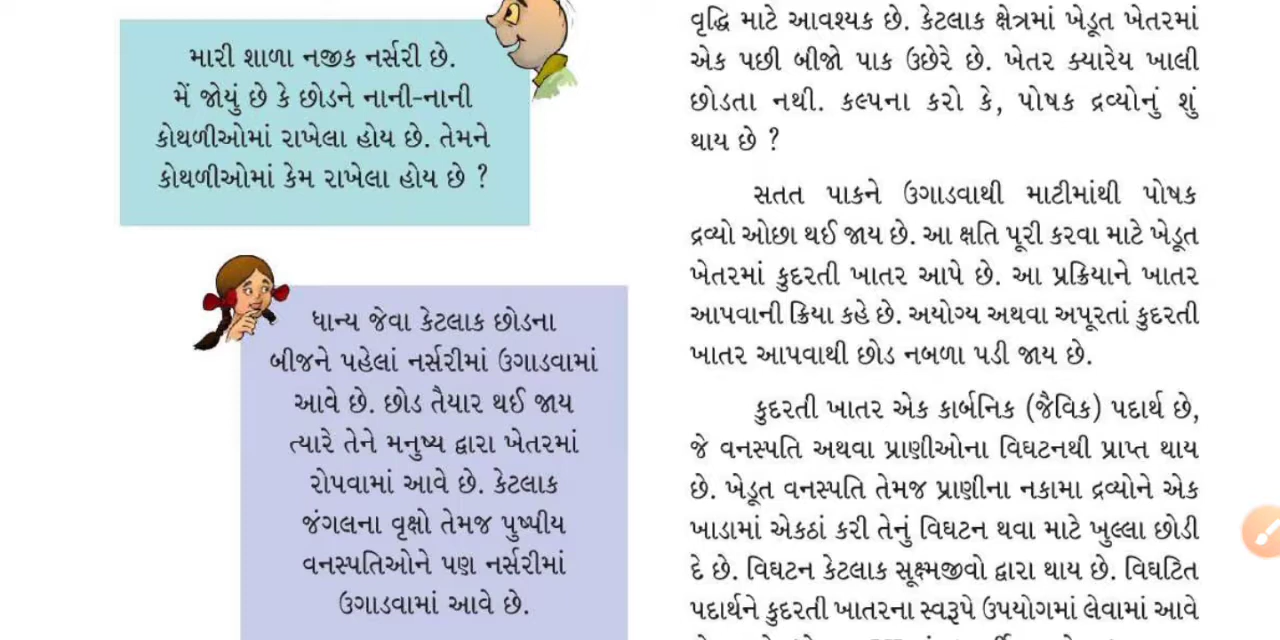 મારી શાળા નજીક નર્સરી છે.
મેં જોયું છે કે છોડને નાની-નાની
કોથળીઓમાં રાખેલા હોય છે. તેમને
કોથળીઓમાં કેમ રાખેલા હોય છે ?
ધાન્ય જેવા કેટલાક છોડના
બીજને પહેલાં નર્સરીમાં ઉગાડવામાં
આવે છે. છોડ તૈયાર થઈ જાય
ત્યારે તેને મનુષ્ય દ્વારા ખેતરમાં
રોપવામાં આવે છે. કેટલાક
જંગલના વૃક્ષો તેમજ પુષ્પીય
વનસ્પતિઓને પણ નર્સરીમાં
ઉગાડવામાં આવે છે.
વૃદ્ધિ માટે આવશ્યક છે. કેટલાક ક્ષેત્રમાં ખેડૂત ખેતરમાં
એક પછી બીજો પાક ઉછેરે છે. ખેતર ક્યારેય ખાલી
છોડતા નથી. કલ્પના કરો કે, પોષક દ્રવ્યોનું શું
થાય છે ?
સતત પાકને ઉગાડવાથી માટીમાંથી પોષક
દ્રવ્યો ઓછા થઈ જાય છે. આ ક્ષતિ પૂરી કરવા માટે ખેડૂત
ખેતરમાં કુદરતી ખાતર આપે છે. આ પ્રક્રિયાને ખાતર
આપવાની ક્રિયા કહે છે. અયોગ્ય અથવા અપૂરતાં કુદરતી
ખાતર આપવાથી છોડ નબળા પડી જાય છે.
કુદરતી ખાતર એક કાર્બનિક (જૈવિક) પદાર્થ છે,
જે વનસ્પતિ અથવા પ્રાણીઓના વિઘટનથી પ્રાપ્ત થાય
છે. ખેડૂત વનસ્પતિ તેમજ પ્રાણીના નકામા દ્રવ્યોને એક
ખાડામાં એકઠાં કરી તેનું વિઘટન થવા માટે ખુલ્લા છોડી
દે છે. વિઘટન કેટલાક સૂક્ષ્મજીવો દ્વારા થાય છે. વિઘટિત
પદાર્થને કુદરતી ખાતરના સ્વરૂપે ઉપયોગમાં લેવામાં આવે